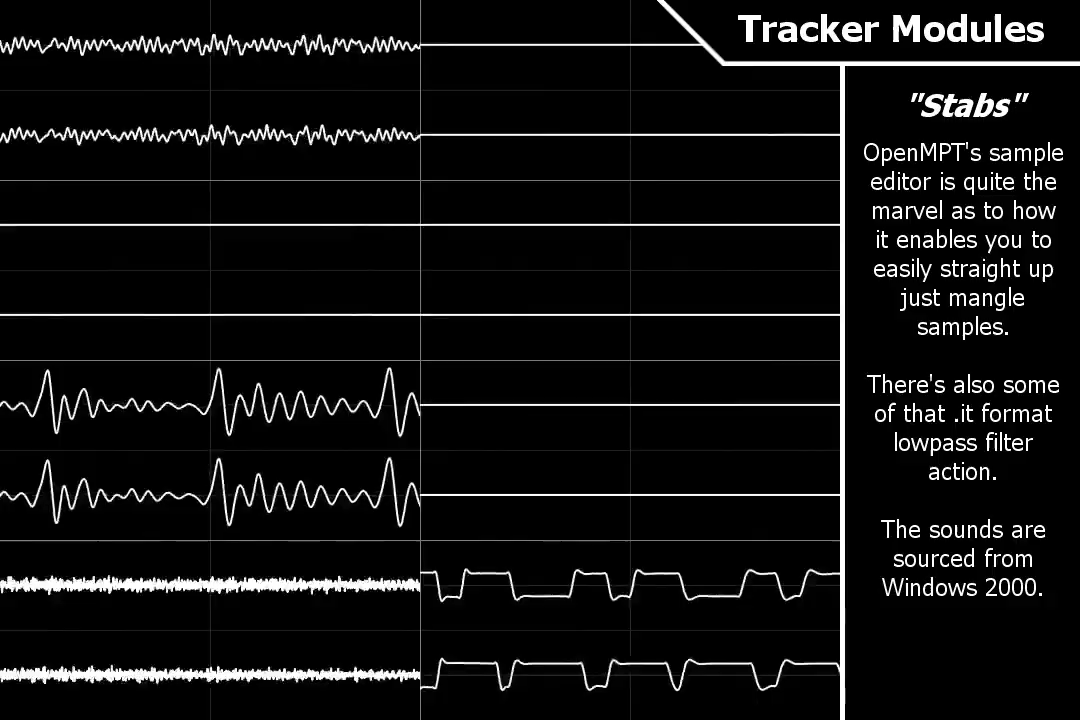 Tracker Modules
"Stabs"
OpenMPT's sample
editor is quite the
marvel as to how
it enables you to
easily straight up
just mangle
samples.
There's also some
of that .it format
lowpass filter
action.
The sounds are
sourced from
Windows 2000.